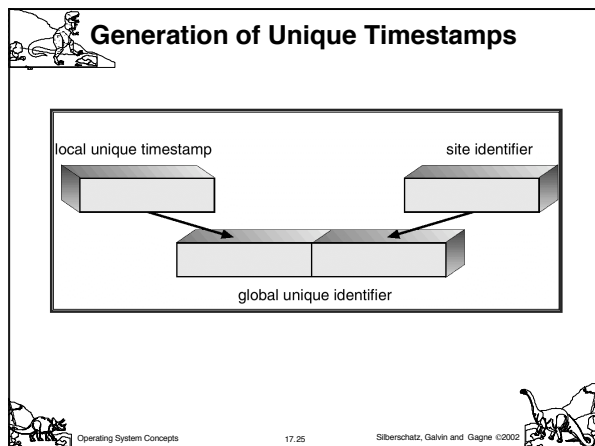 Generation of Unique Timestamps
local unique timestamp
site identifier
global unique identifier
Operating System Concepts
17.25
Silberschatz, Galvin and Gagne ©2002